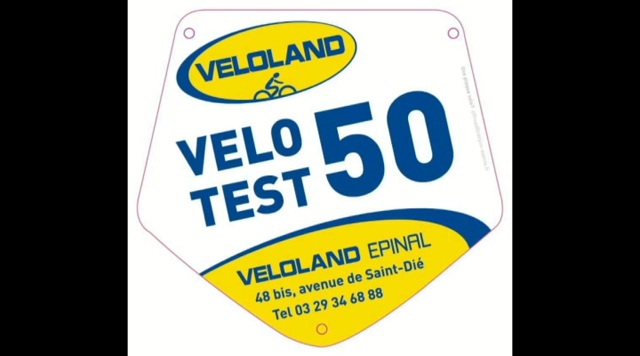 VELOLAND
VELO
TEST
50
VELOLAND EPINAL
48 bis, avenue de Saint-Dié
Tel 03 29 34 68 88